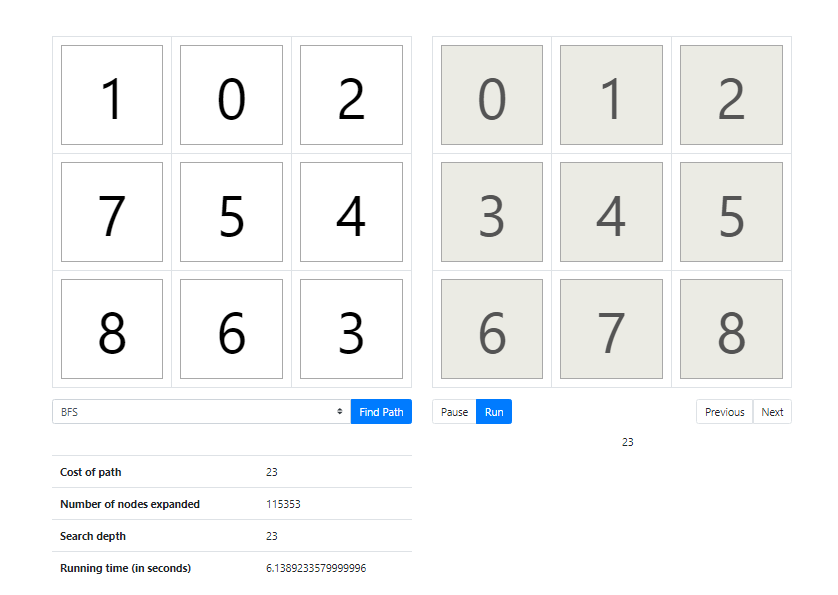 1 0 2
7 5 4
8 6 3
0 1 2
3 4 5
6 7 8
BFS Find Path
Pause Run Previous Next
23
Cost of path 23
Number of nodes expanded 115353
Search depth 23
Running time (in seconds) 6.1389233579999996